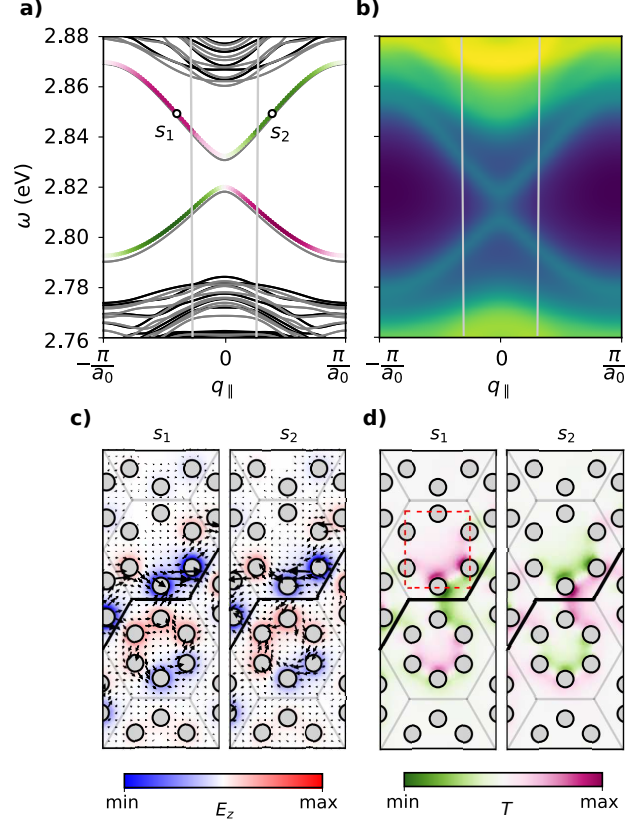 a)
b)
2.88
2.86
2.84
2.82
2.80
2.78
2.76
ω (eV)
s1
s2
−π/a0
0
π/a0
q∥
−π/a0
0
π/a0
q∥
c)
d)
s1
s2
s1
s2
min
max
Ez
min
max
T